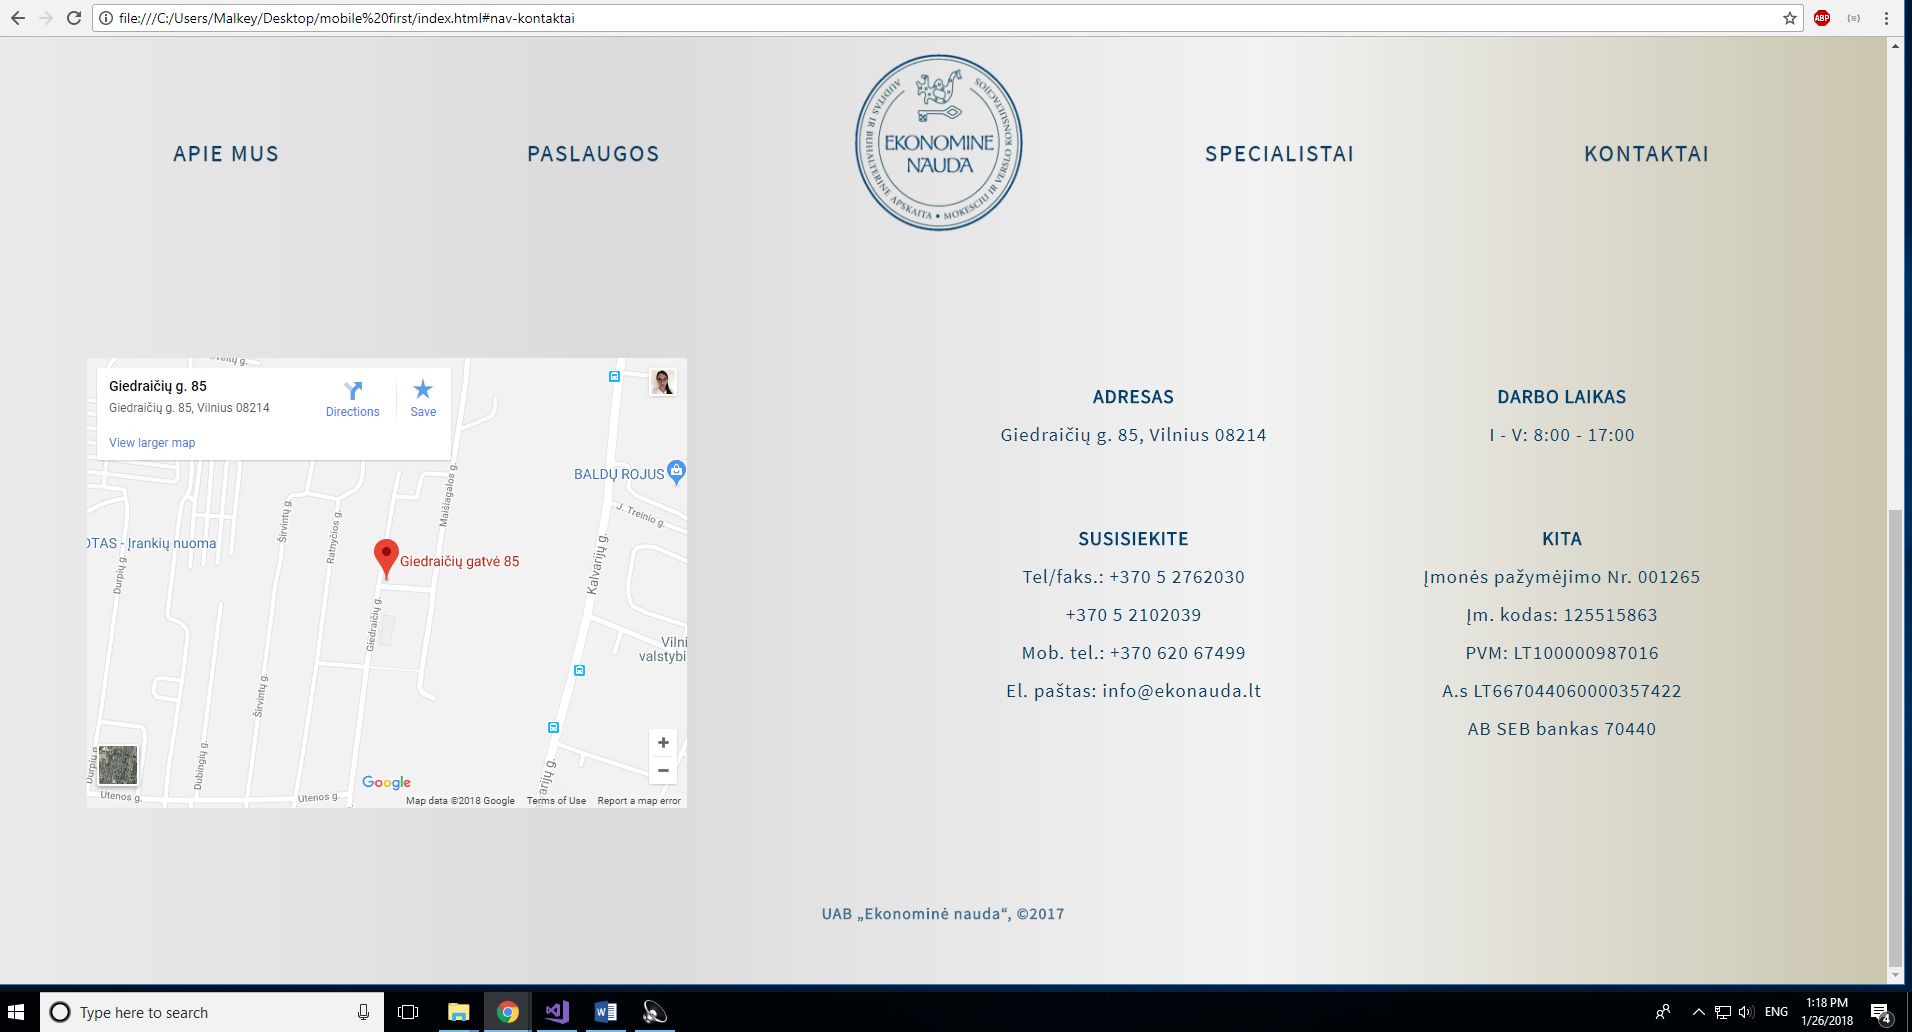 file:///C:/Users/Malkey/Desktop/mobile%20first/index.html#nav-kontaktai
ABP
APIE MUS
PASLAUGOS
AUDITAS IR BUHALTERINĖ APSKAITA • MOKESČIŲ IR VERSLO KONSULTACIJOS
EKONOMINĖ
NAUDA
SPECIALISTAI
KONTAKTAI
Giedraičių g. 85
Giedraičių g. 85, Vilnius 08214
Directions
Save
View larger map
BALDŲ ROJUS
J. Treinio g.
Maišiagalos g.
Širvintų g.
Ratnyčios g.
OTAS - Įrankių nuoma
Durpių g.
Giedraičių gatvė 85
Kalvarijų g.
Giedraičių g.
Vilni
valstybi
Širvintų g.
Dubingių g.
Durpių g.
varijų g.
Utenos g.
Utenos g.
Google
+
−
Map data ©2018 Google
Terms of Use
Report a map error
ADRESAS
Giedraičių g. 85, Vilnius 08214
DARBO LAIKAS
I - V: 8:00 - 17:00
SUSISIEKITE
Tel/faks.: +370 5 2762030
+370 5 2102039
Mob. tel.: +370 620 67499
El. paštas: info@ekonauda.lt
KITA
Įmonės pažymėjimo Nr. 001265
Įm. kodas: 125515863
PVM: LT100000987016
A.s LT667044060000357422
AB SEB bankas 70440
UAB „Ekonominė nauda“, ©2017
Type here to search
ENG
1:18 PM
1/26/2018
4